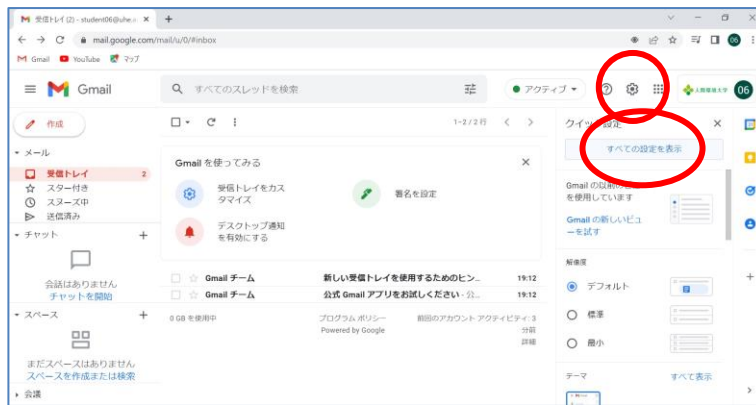 受信トレイ (2) - student06@uhe.a
mail.google.com/mail/u/0/#inbox
Gmail
YouTube
マップ
Gmail
すべてのスレッドを検索
アクティブ
人間環境大学
06
作成
1-2 / 2 行
クイック設定
すべての設定を表示
メール
受信トレイ 2
スター付き
スヌーズ中
送信済み
チャット
会話はありません
チャットを開始
スペース
まだスペースはありません
スペースを作成または検索
会議
Gmail を使ってみる
受信トレイをカス
タマイズ
署名を設定
デスクトップ通知
を有効にする
Gmail チーム 新しい受信トレイを使用するためのヒン... 19:12
Gmail チーム 公式 Gmail アプリをお試しください - 公... 19:12
0 GB を使用中
プログラム ポリシー
Powered by Google
前回のアカウント アクティビティ: 3
分前
詳細
Gmail の以前の
を使用しています
Gmail の新しいビュ
ーを試す
解像度
デフォルト
標準
最小
テーマ
すべて表示